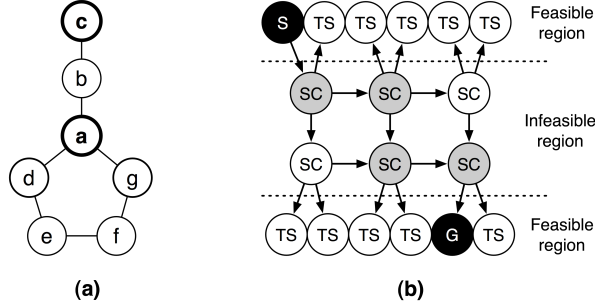 c
b
a
d
g
e
f
(a)
S TS TS TS TS TS
Feasible
region
SC SC SC
Infeasible
region
SC SC SC
TS TS TS TS G TS
Feasible
region
(b)